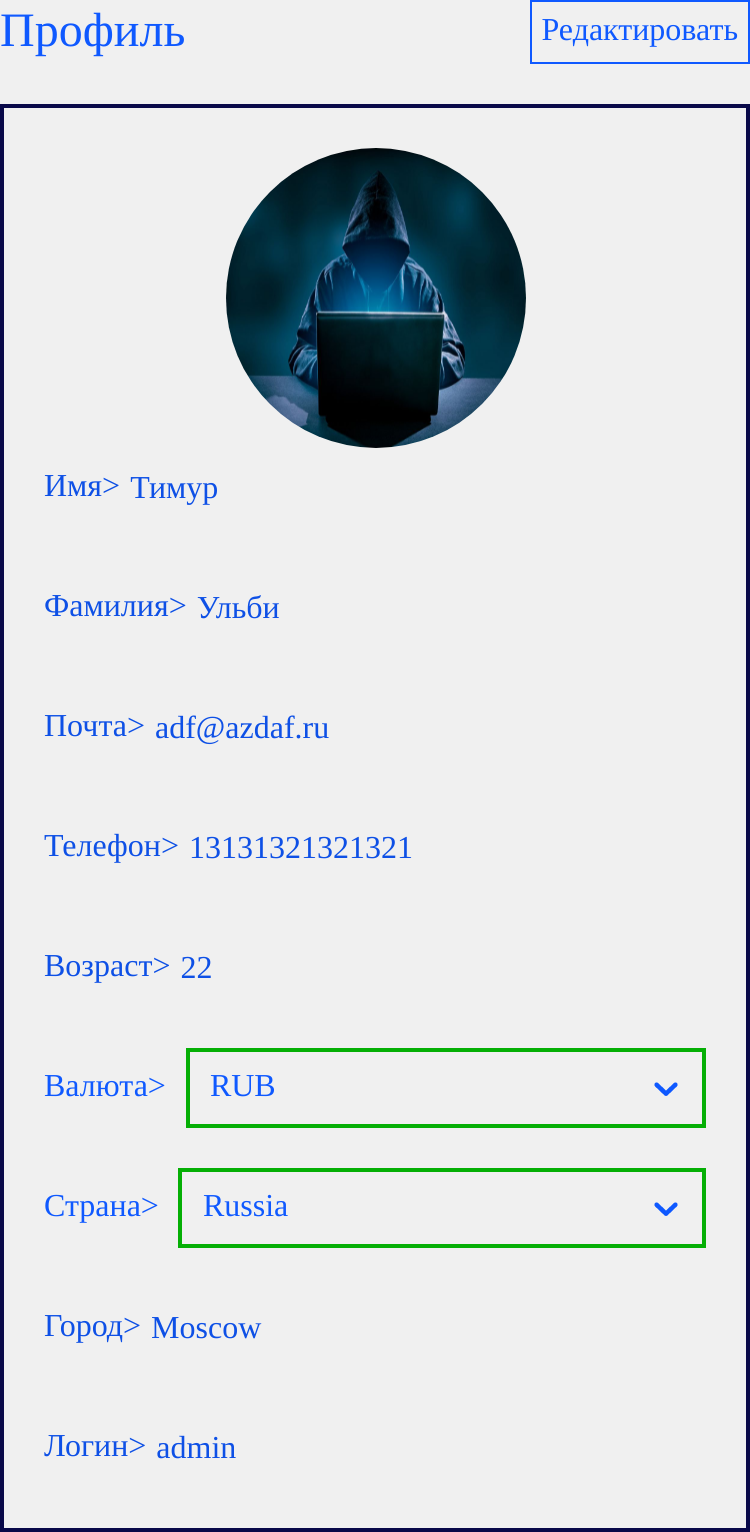 Профиль Редактировать
Имя> Тимур
Фамилия> Ульби
Почта> adf@azdaf.ru
Телефон> 13131321321321
Возраст> 22
Валюта> RUB
Страна> Russia
Город> Moscow
Логин> admin